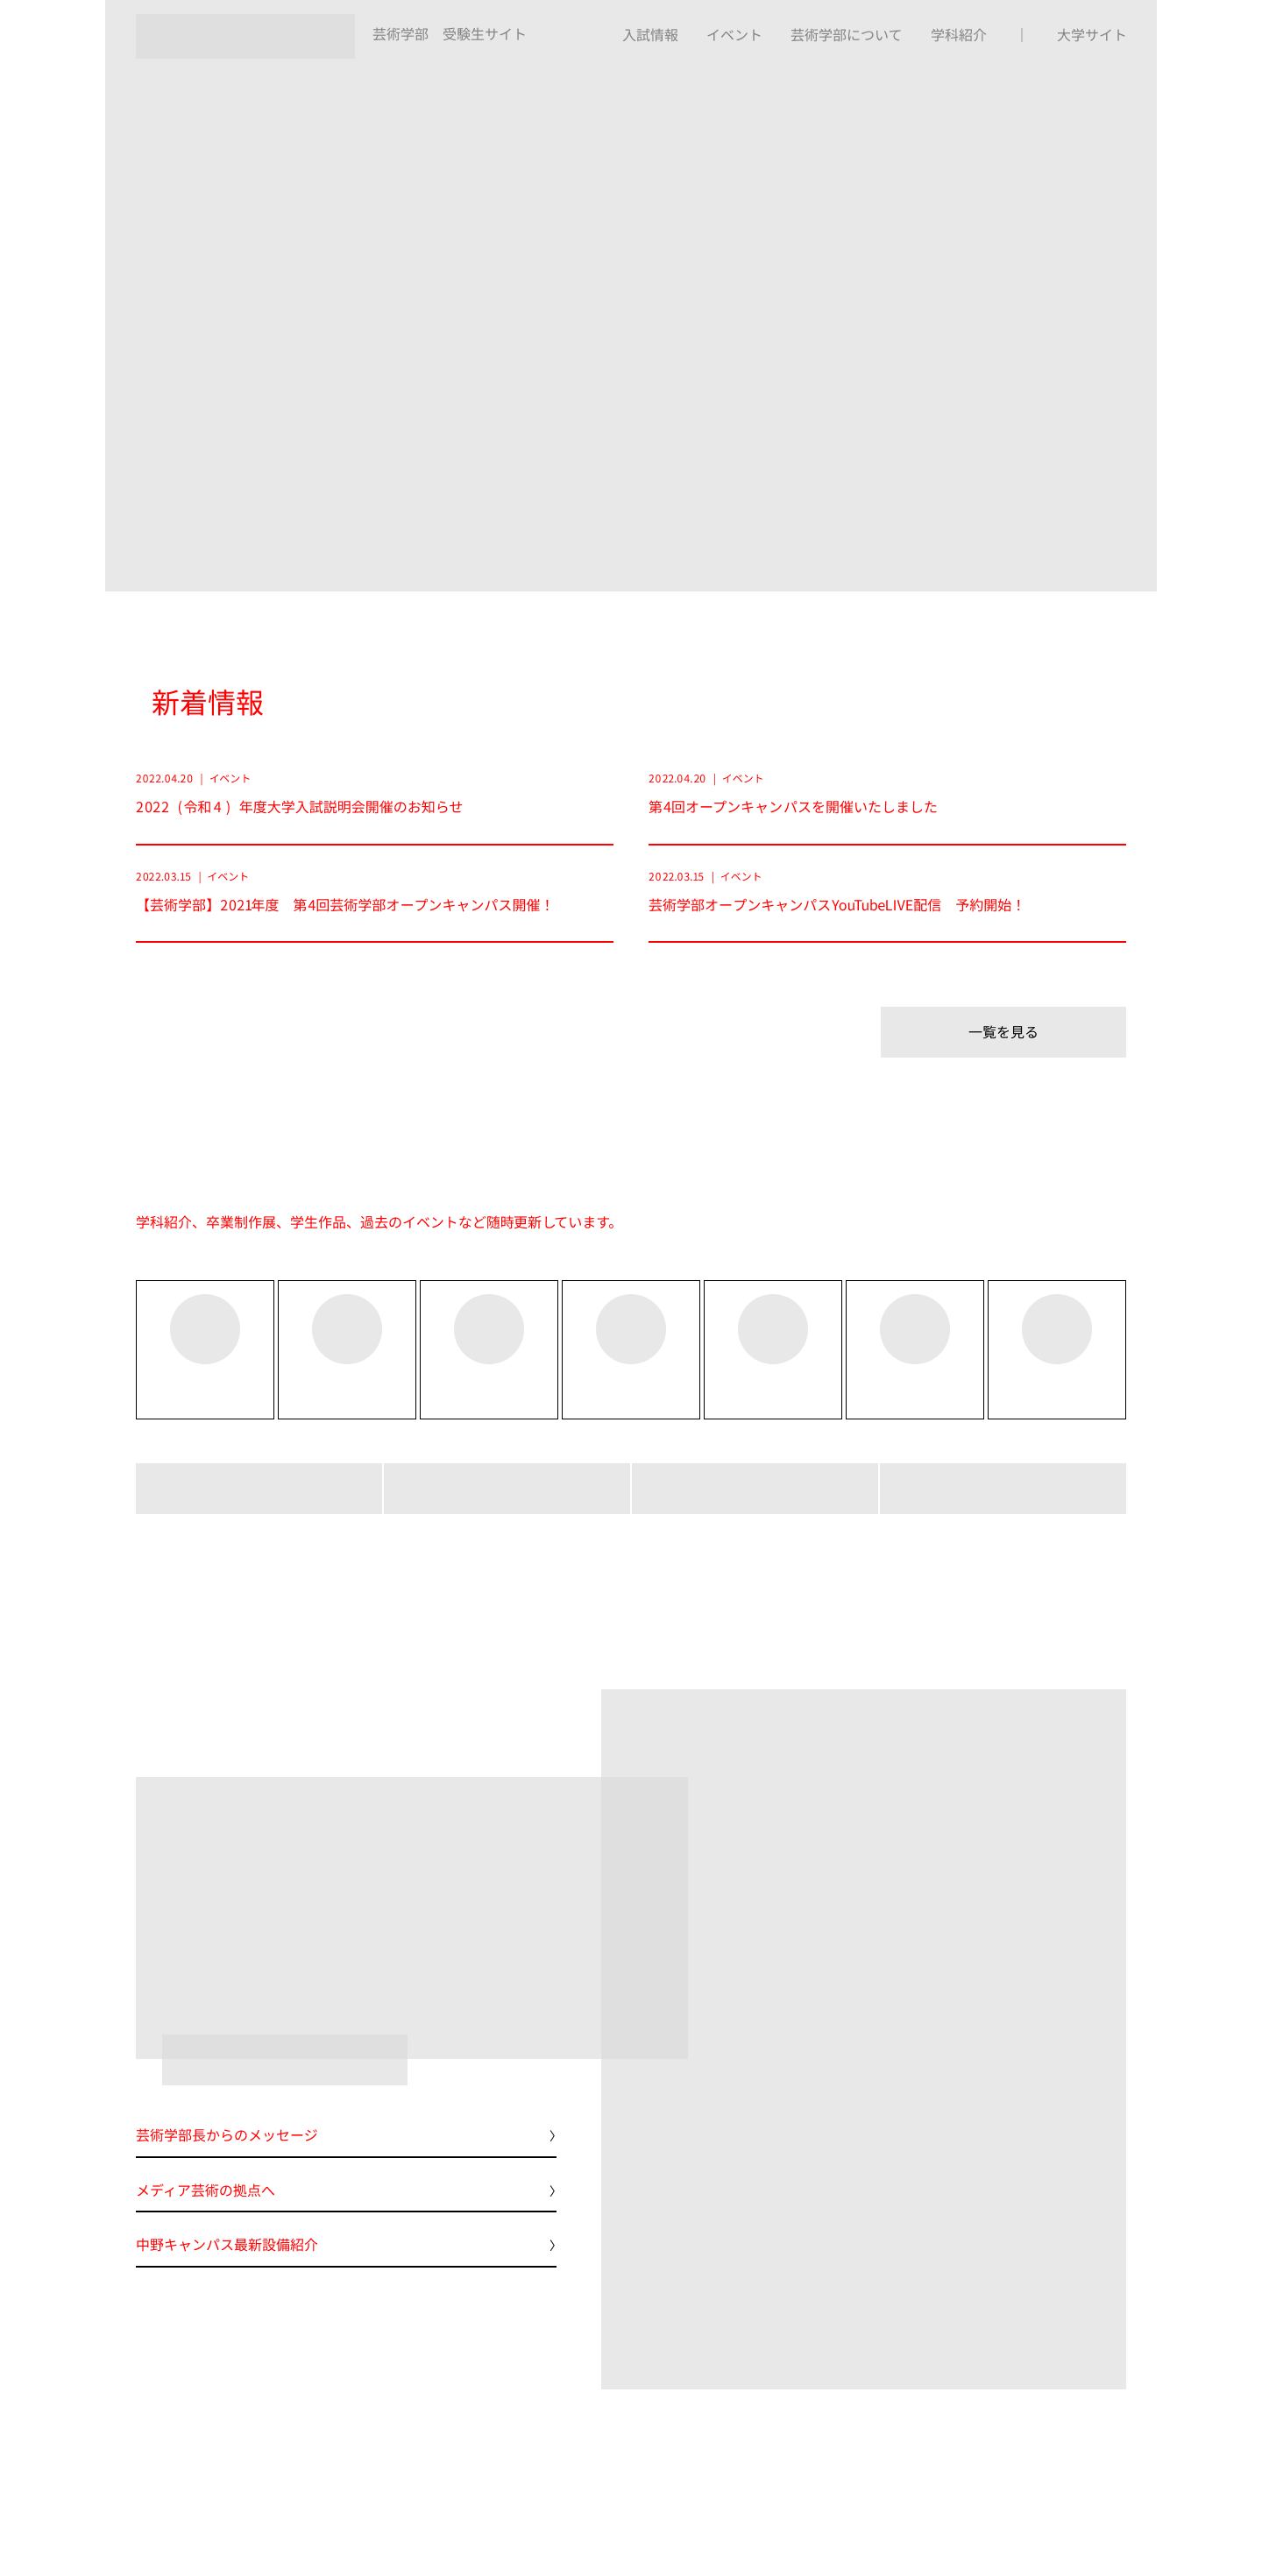 芸術学部　受験生サイト
入試情報　イベント　芸術学部について　学科紹介　｜　大学サイト
新着情報
2022.04.20 ｜ イベント
2022（令和４）年度大学入試説明会開催のお知らせ
2022.04.20 ｜ イベント
第4回オープンキャンパスを開催いたしました
2022.03.15 ｜ イベント
【芸術学部】2021年度　第4回芸術学部オープンキャンパス開催！
2022.03.15 ｜ イベント
芸術学部オープンキャンパスYouTubeLIVE配信　予約開始！
一覧を見る
学科紹介、卒業制作展、学生作品、過去のイベントなど随時更新しています。
芸術学部長からのメッセージ 〉
メディア芸術の拠点へ 〉
中野キャンパス最新設備紹介 〉